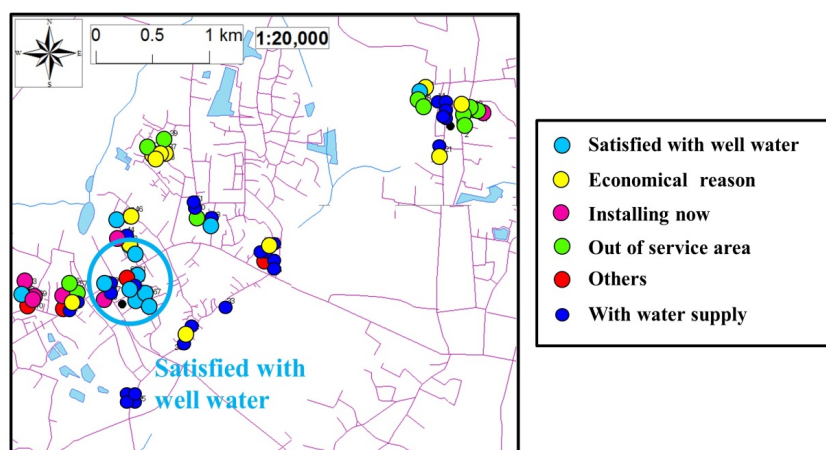 N
W E
S
0 0.5 1 km
1:20,000
Satisfied with
well water
Satisfied with well water
Economical reason
Installing now
Out of service area
Others
With water supply